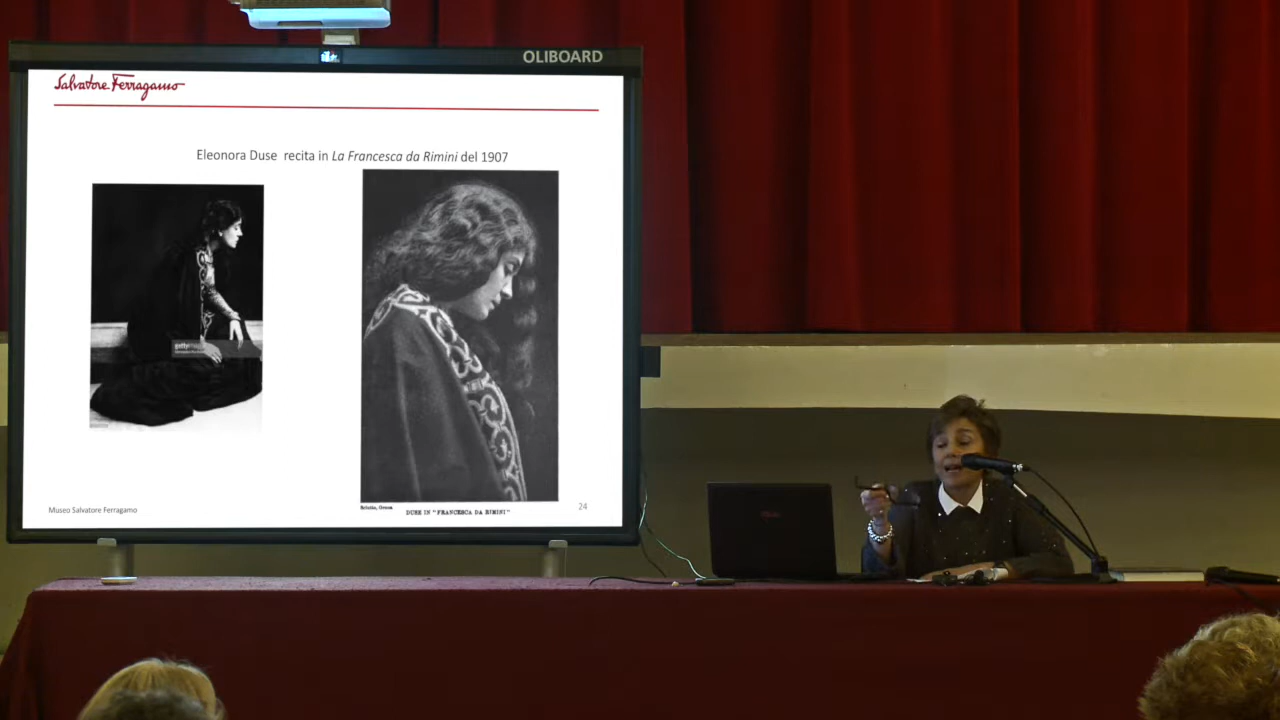 OLIBOARD
Salvatore Ferragamo
Eleonora Duse recita in La Francesca da Rimini del 1907
gettyimages
Museo Salvatore Ferragamo
DUSE IN "FRANCESCA DA RIMINI"
24